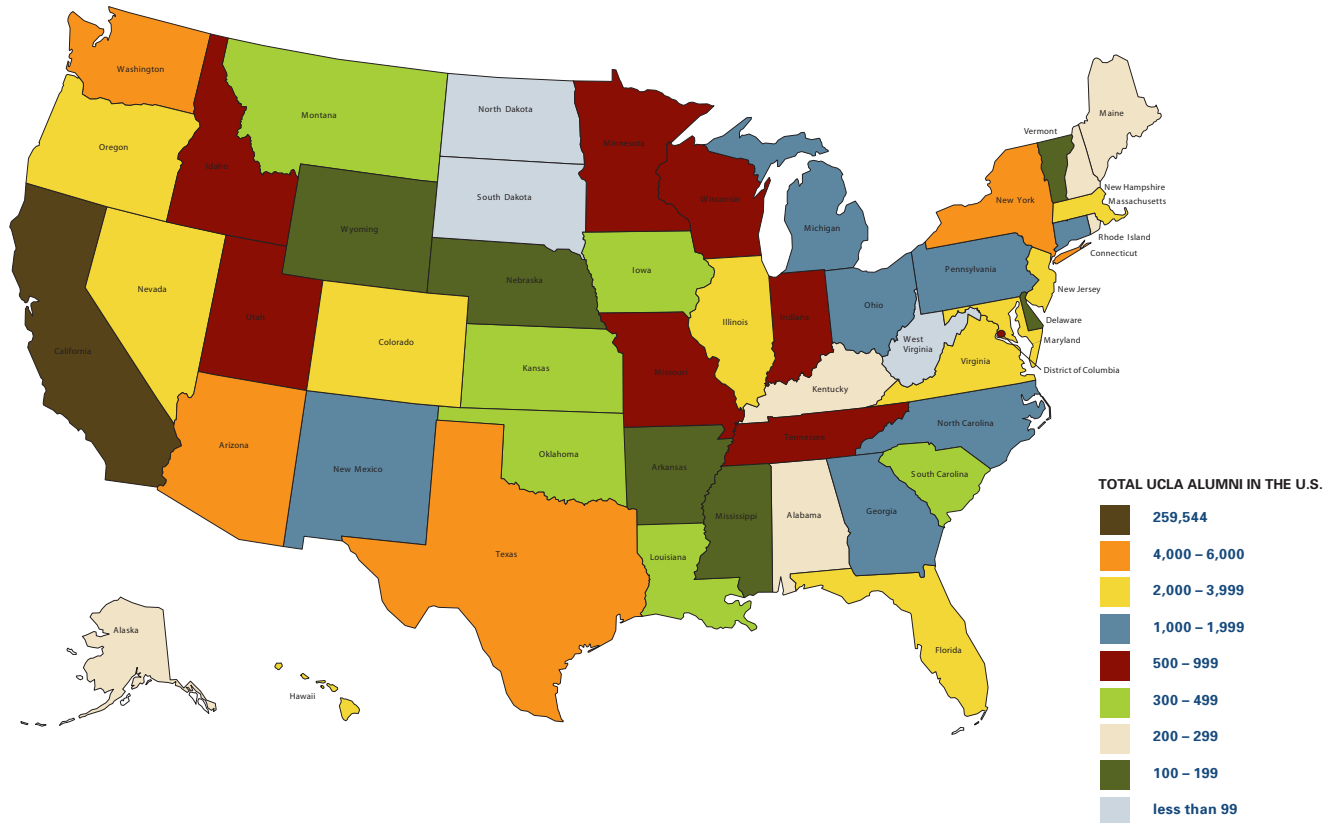 Washington
Oregon
Idaho
Montana
North Dakota
South Dakota
Minnesota
Wisconsin
Michigan
Vermont
Maine
New Hampshire
Massachusetts
New York
Rhode Island
Connecticut
Wyoming
Nebraska
Iowa
Nevada
Utah
Colorado
Kansas
Missouri
Illinois
Indiana
Ohio
Pennsylvania
New Jersey
Delaware
Maryland
District of Columbia
West
Virginia
Virginia
Kentucky
California
Arizona
New Mexico
Oklahoma
Arkansas
Tennessee
North Carolina
South Carolina
Texas
Louisiana
Mississippi
Alabama
Georgia
Florida
Alaska
Hawaii
TOTAL UCLA ALUMNI IN THE U.S.
259,544
4,000 – 6,000
2,000 – 3,999
1,000 – 1,999
500 – 999
300 – 499
200 – 299
100 – 199
less than 99